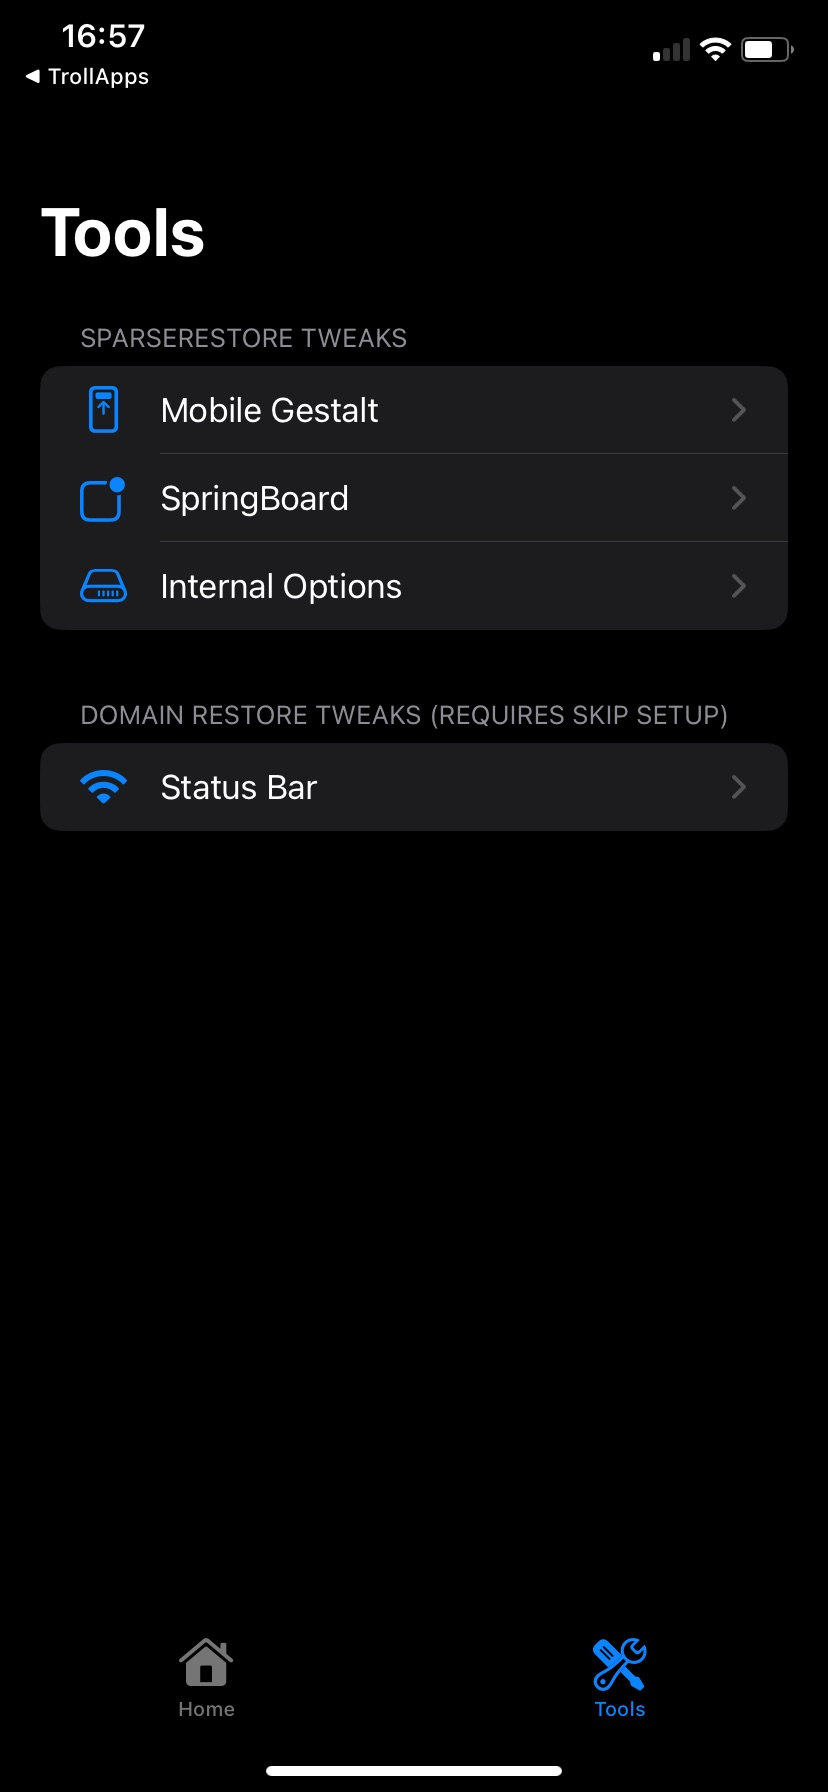 16:57
◀ TrollApps
Tools
SPARSERESTORE TWEAKS
Mobile Gestalt
SpringBoard
Internal Options
DOMAIN RESTORE TWEAKS (REQUIRES SKIP SETUP)
Status Bar
Home
Tools